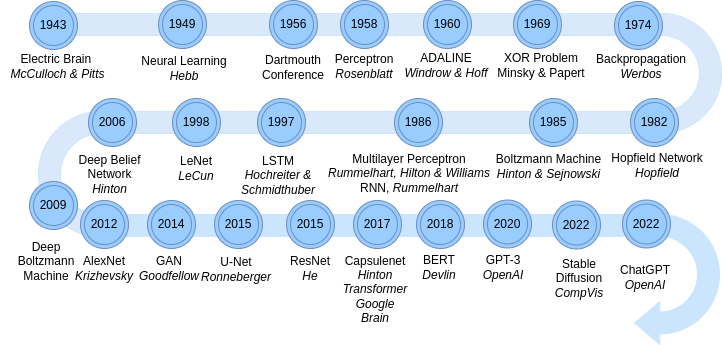 1943
1949
1956
1958
1960
1969
1974
Electric Brain
McCulloch & Pitts
Neural Learning
Hebb
Dartmouth
Conference
Perceptron
Rosenblatt
ADALINE
Windrow & Hoff
XOR Problem
Minsky & Papert
Backpropagation
Werbos
2006
1998
1997
1986
1985
1982
Deep Belief
Network
Hinton
LeNet
LeCun
LSTM
Hochreiter &
Schmidthuber
Multilayer Perceptron
Rummelhart, Hilton & Williams
RNN, Rummelhart
Boltzmann Machine
Hinton & Sejnowski
Hopfield Network
Hopfield
2009
2012
2014
2015
2015
2017
2018
2020
2022
2022
Deep
Boltzmann
Machine
AlexNet
Krizhevsky
GAN
Goodfellow
U-Net
Ronneberger
ResNet
He
Capsulenet
Hinton
Transformer
Google
Brain
BERT
Devlin
GPT-3
OpenAI
Stable
Diffusion
CompVis
ChatGPT
OpenAI